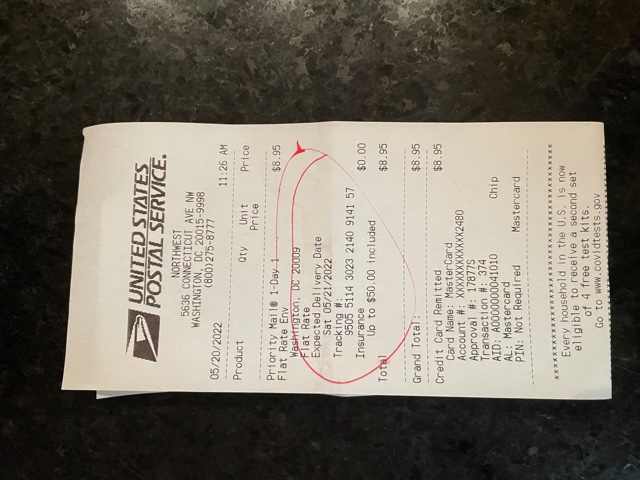 UNITED STATES
POSTAL SERVICE.
NORTHWEST
5636 CONNECTICUT AVE NW
WASHINGTON, DC 20015-9998
(800)275-8777
05/20/2022 11:26 AM
Product Qty Unit Price
Price
Priority Mail® 1-Day 1 $8.95
Flat Rate Env
Washington, DC 20009
Flat Rate
Expected Delivery Date
Sat 05/21/2022
Tracking #:
9505 5114 3023 2140 9141 57
Insurance $0.00
Up to $50.00 included
Total $8.95
Grand Total: $8.95
Credit Card Remitted $8.95
Card Name: MasterCard
Account #: XXXXXXXXXXXX2480
Approval #: 17877S
Transaction #: 374
AID: A0000000041010 Chip
AL: Mastercard
PIN: Not Required Mastercard
Every household in the U.S. is now
eligible to receive a second set
of 4 free test kits.
Go to www.covidtests.gov